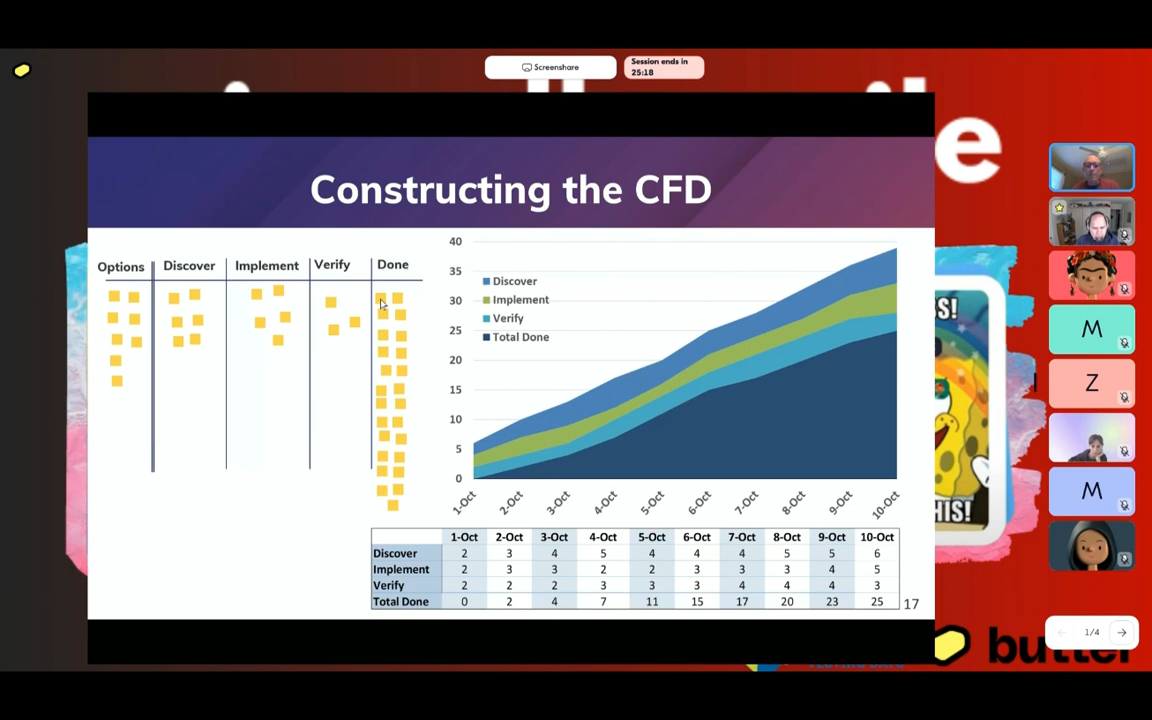 Screenshare
Session ends in
25:18
e
Constructing the CFD
Options Discover Implement Verify Done
40
35
30
25
20
15
10
5
0
Discover
Implement
Verify
Total Done
1-Oct 2-Oct 3-Oct 4-Oct 5-Oct 6-Oct 7-Oct 8-Oct 9-Oct 10-Oct
1-Oct 2-Oct 3-Oct 4-Oct 5-Oct 6-Oct 7-Oct 8-Oct 9-Oct 10-Oct
Discover 2 3 4 5 4 4 4 5 5 6
Implement 2 3 3 2 2 3 3 3 4 5
Verify 2 2 2 3 3 3 4 4 4 3
Total Done 0 2 4 7 11 15 17 20 23 25
17
S!
HIS!
M
Z
M
1/4
butter